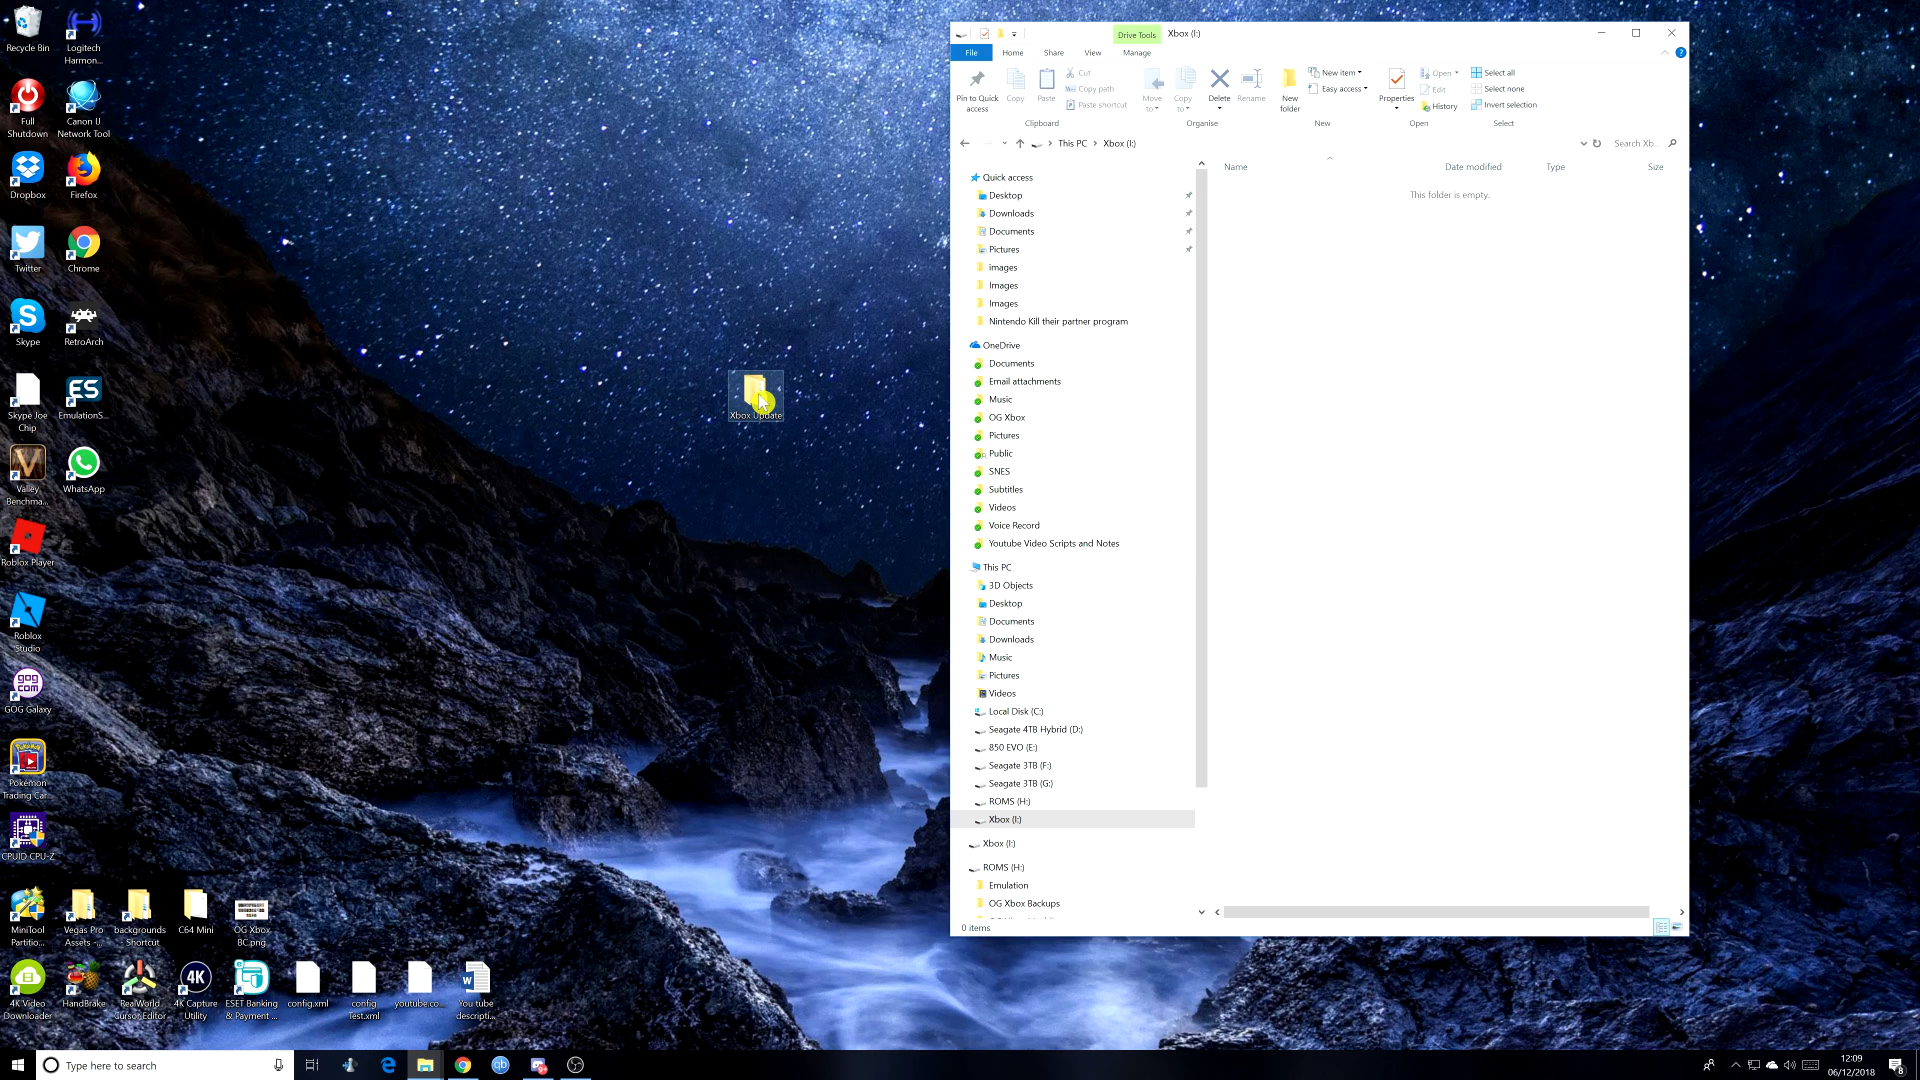 Recycle Bin
Logitech
Harmon...
Full
Shutdown
Canon IJ
Network Tool
Dropbox
Firefox
Twitter
Chrome
Skype
RetroArch
Skype Joe
Chip
ES
EmulationS...
Valley
Benchma...
WhatsApp
Roblox Player
Roblox
Studio
gog
com
GOG Galaxy
Pokémon
Trading Car...
CPUID CPU-Z
MiniTool
Partitio...
Vegas Pro
Assets -...
backgrounds
- Shortcut
C64 Mini
OG Xbox
BC.png
4K Video
Downloader
HandBrake
RealWorld
Cursor Editor
4K
4K Capture
Utility
ESET Banking
& Payment ...
config.xml
config
Test.xml
youtube.co...
You tube
descripti...
Xbox Update
Drive Tools
Xbox (I:)
File
Home
Share
View
Manage
Pin to Quick
access
Copy
Paste
Cut
Copy path
Paste shortcut
Clipboard
Move
to
Copy
to
Delete
Rename
Organise
New
folder
New item
Easy access
New
Properties
Open
Edit
History
Open
Select all
Select none
Invert selection
Select
This PC
Xbox (I:)
Search Xb...
Name
Date modified
Type
Size
This folder is empty.
Quick access
Desktop
Downloads
Documents
Pictures
images
Images
Images
Nintendo Kill their partner program
OneDrive
Documents
Email attachments
Music
OG Xbox
Pictures
Public
SNES
Subtitles
Videos
Voice Record
Youtube Video Scripts and Notes
This PC
3D Objects
Desktop
Documents
Downloads
Music
Pictures
Videos
Local Disk (C:)
Seagate 4TB Hybrid (D:)
850 EVO (E:)
Seagate 3TB (F:)
Seagate 3TB (G:)
ROMS (H:)
Xbox (I:)
Xbox (I:)
ROMS (H:)
Emulation
OG Xbox Backups
0 items
Type here to search
qb
12:09
06/12/2018
8